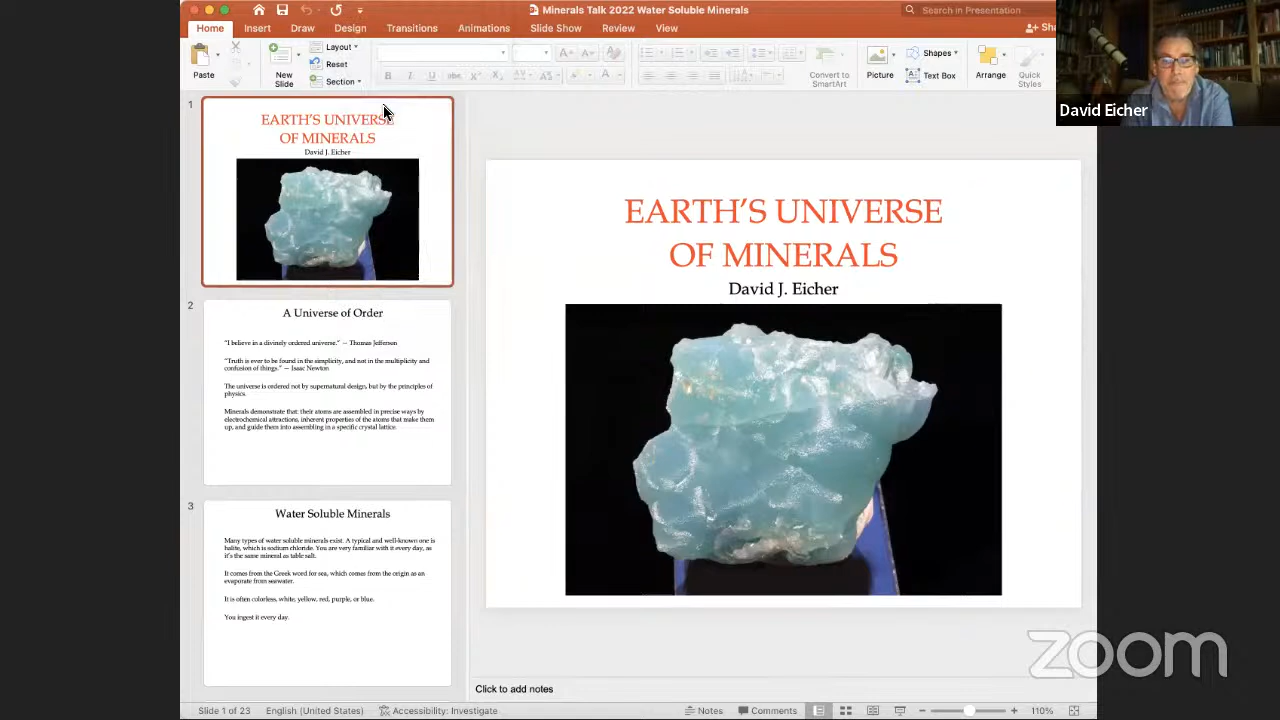 Minerals Talk 2022 Water Soluble Minerals
Search in Presentation
Home Insert Draw Design Transitions Animations Slide Show Review View
Paste
New
Slide
Layout
Reset
Section
Convert to
SmartArt
Picture
Shapes
Text Box
Arrange
Quick
Styles
David Eicher
1
EARTH'S UNIVERSE
OF MINERALS
David J. Eicher
2
A Universe of Order
"I believe in a divinely ordered universe." — Thomas Jefferson
"Truth is ever to be found in the simplicity, and not in the multiplicity and
confusion of things." — Isaac Newton
The universe is ordered not by supernatural design, but by the principles of
physics.
Minerals demonstrate that: their atoms are assembled in precise ways by
electrochemical attractions, inherent properties of the atoms that make them
up, and guide them into assembling in a specific crystal lattice.
3
Water Soluble Minerals
Many types of water soluble minerals exist. A typical and well-known one is
halite, which is sodium chloride. You are very familiar with it every day, as
it's the same mineral as table salt.
It comes from the Greek word for sea, which comes from the origin as an
evaporate from seawater.
It is often colorless, white, yellow, red, purple, or blue.
You ingest it every day.
EARTH'S UNIVERSE
OF MINERALS
David J. Eicher
zoom
Click to add notes
Slide 1 of 23 English (United States) Accessibility: Investigate Notes Comments 110%